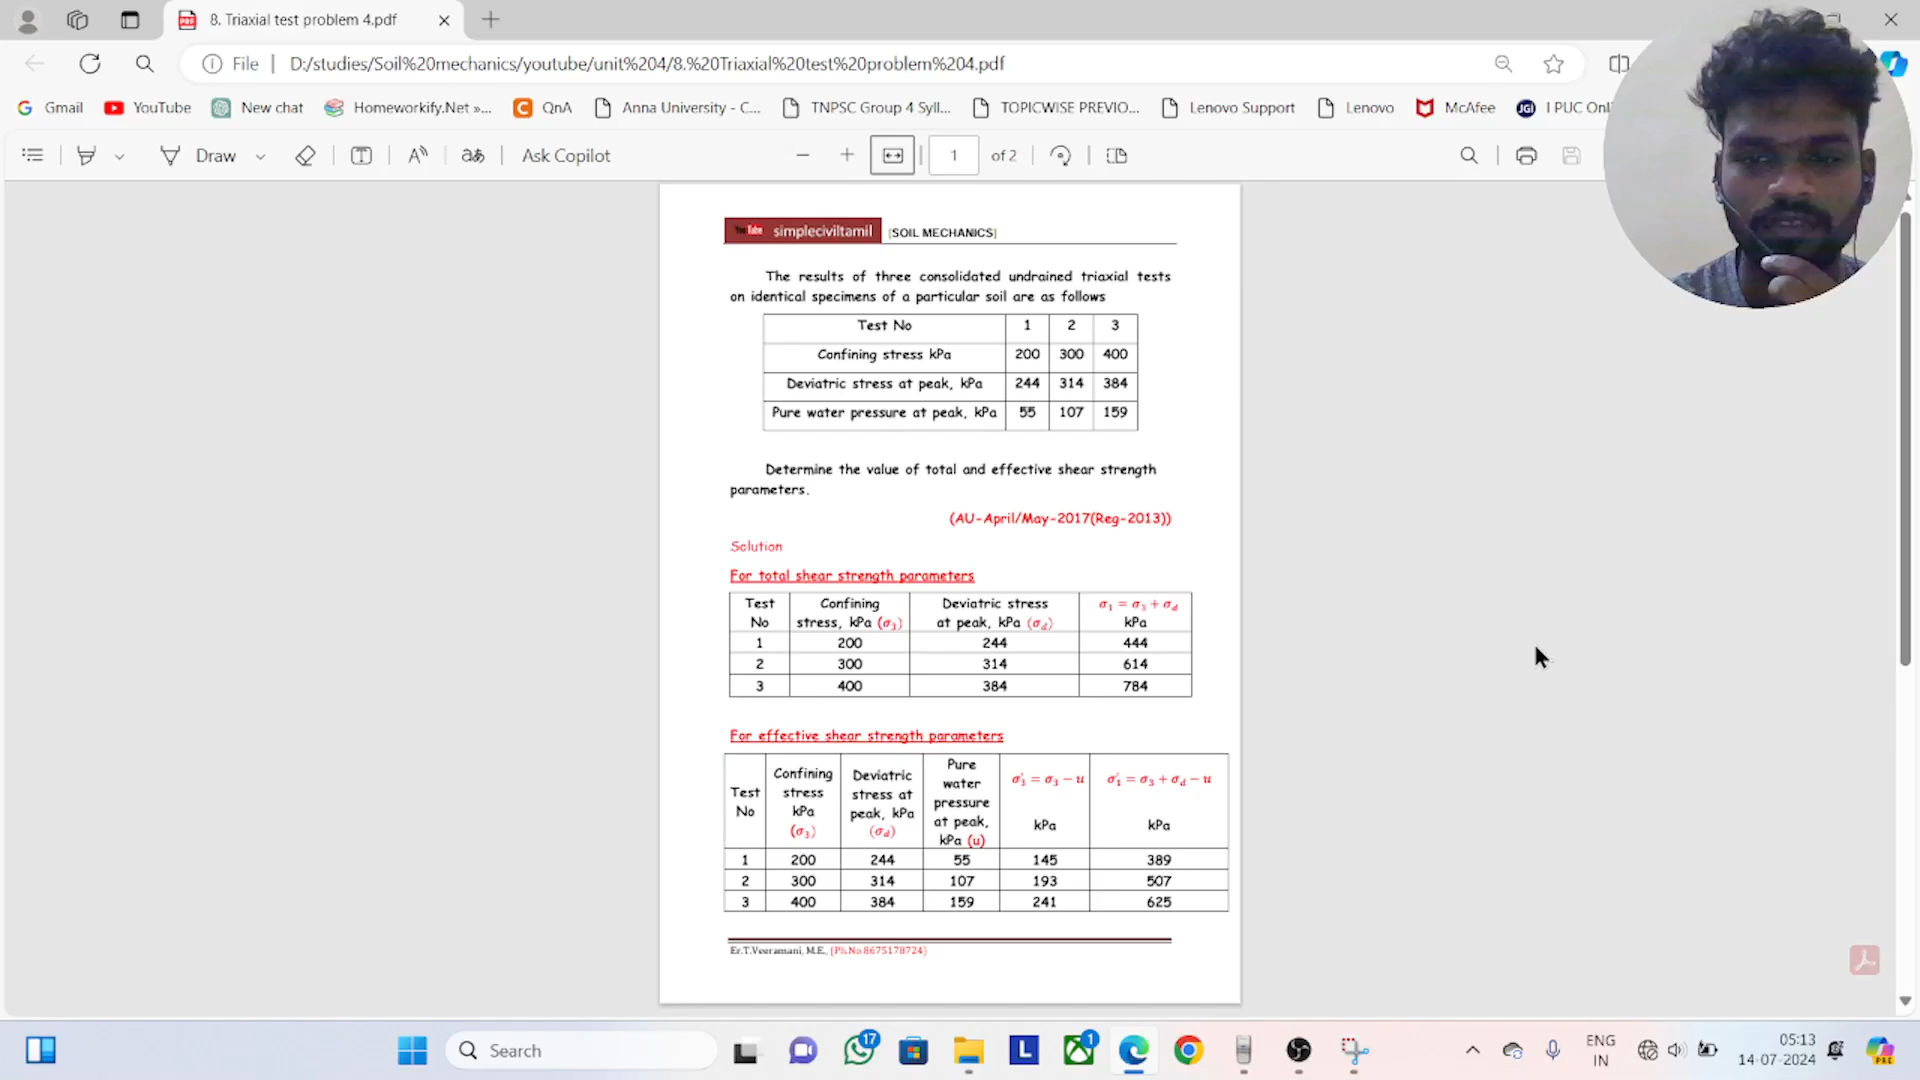 8. Triaxial test problem 4.pdf
File | D:/studies/Soil%20mechanics/youtube/unit%204/8.%20Triaxial%20test%20problem%204.pdf
Gmail YouTube New chat Homeworkify.Net »... QnA Anna University - C... TNPSC Group 4 Syll... TOPICWISE PREVIO... Lenovo Support Lenovo McAfee I PUC Onl
Draw Ask Copilot 1 of 2
YouTube simpleciviltamil [SOIL MECHANICS]
The results of three consolidated undrained triaxial tests
on identical specimens of a particular soil are as follows
Test No 1 2 3
Confining stress kPa 200 300 400
Deviatric stress at peak, kPa 244 314 384
Pure water pressure at peak, kPa 55 107 159
Determine the value of total and effective shear strength
parameters.
(AU-April/May-2017(Reg-2013))
Solution
For total shear strength parameters
Test No Confining stress, kPa (σ₃) Deviatric stress at peak, kPa (σd) σ₁ = σ₃ + σd kPa
1 200 244 444
2 300 314 614
3 400 384 784
For effective shear strength parameters
Test No Confining stress kPa (σ₃) Deviatric stress at peak, kPa (σd) Pure water pressure at peak, kPa (u) σ₃' = σ₃ − u kPa σ₁' = σ₃ + σd − u kPa
1 200 244 55 145 389
2 300 314 107 193 507
3 400 384 159 241 625
Er.T.Veeramani, M.E., (Ph.No.8675178724)
Search 17 1 ENG IN 05:13 14-07-2024